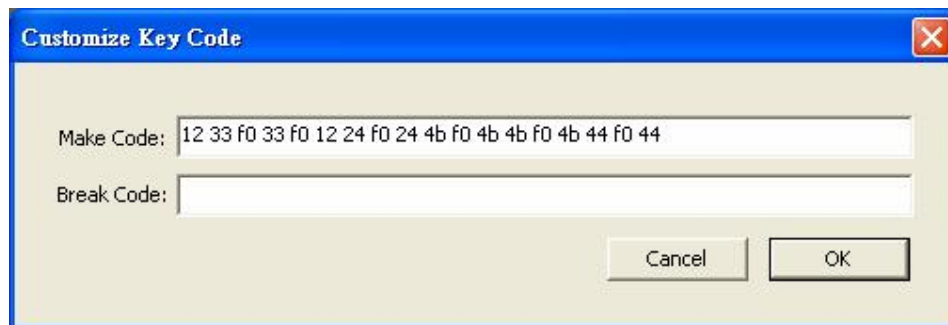 Customize Key Code
Make Code: 12 33 f0 33 f0 12 24 f0 24 4b f0 4b 4b f0 4b 44 f0 44
Break Code:
Cancel OK